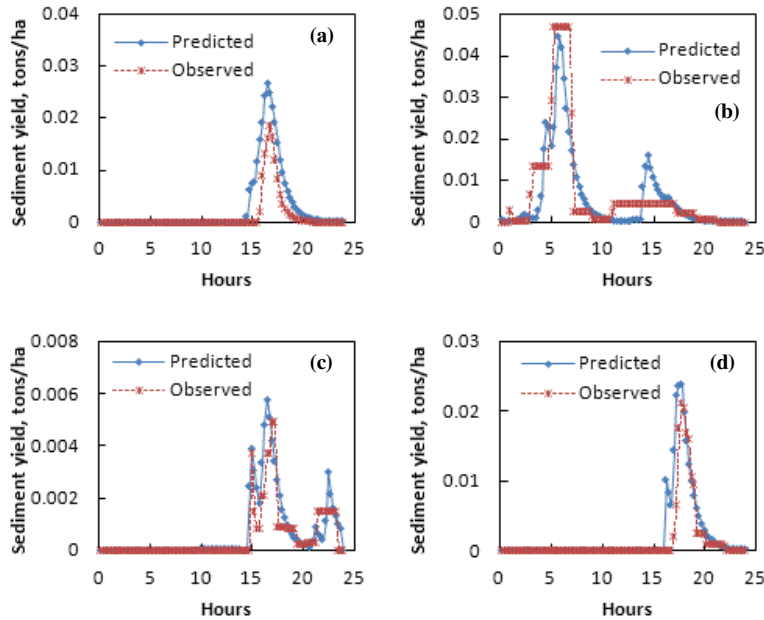 0.04
0.03
0.02
0.01
0
Sediment yield, tons/ha
Predicted
Observed
(a)
0 5 10 15 20 25
Hours
0.05
0.04
0.03
0.02
0.01
0
Sediment yield, tons/ha
Predicted
Observed
(b)
0 5 10 15 20 25
Hours
0.008
0.006
0.004
0.002
0
Sediment yield, tons/ha
Predicted
Observed
(c)
0 5 10 15 20 25
Hours
0.03
0.02
0.01
0
Sediment yield, tons/ha
Predicted
Observed
(d)
0 5 10 15 20 25
Hours